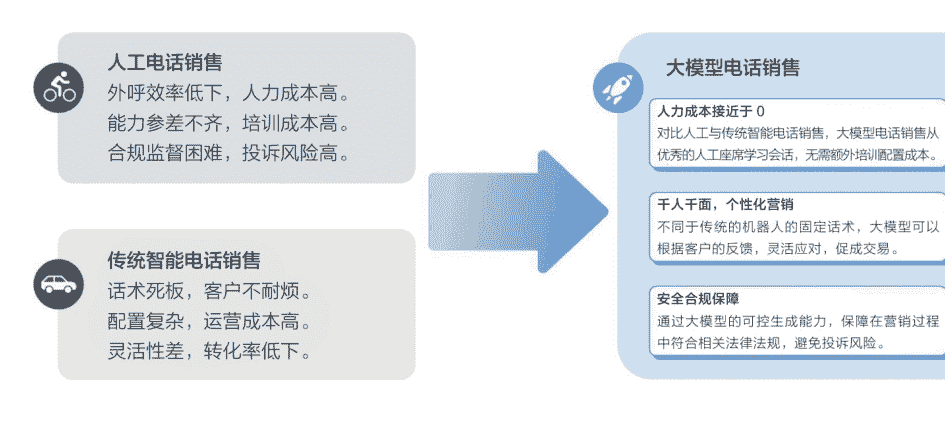 人工电话销售
外呼效率低下，人力成本高。
能力参差不齐，培训成本高。
合规监督困难，投诉风险高。
传统智能电话销售
话术死板，客户不耐烦。
配置复杂，运营成本高。
灵活性差，转化率低下。
大模型电话销售
人力成本接近于 0
对比人工与传统智能电话销售，大模型电话销售从
优秀的人工座席学习会话，无需额外培训配置成本。
千人千面，个性化营销
不同于传统的机器人的固定话术，大模型可以
根据客户的反馈，灵活应对，促成交易。
安全合规保障
通过大模型的可控生成能力，保障在营销过程
中符合相关法律法规，避免投诉风险。